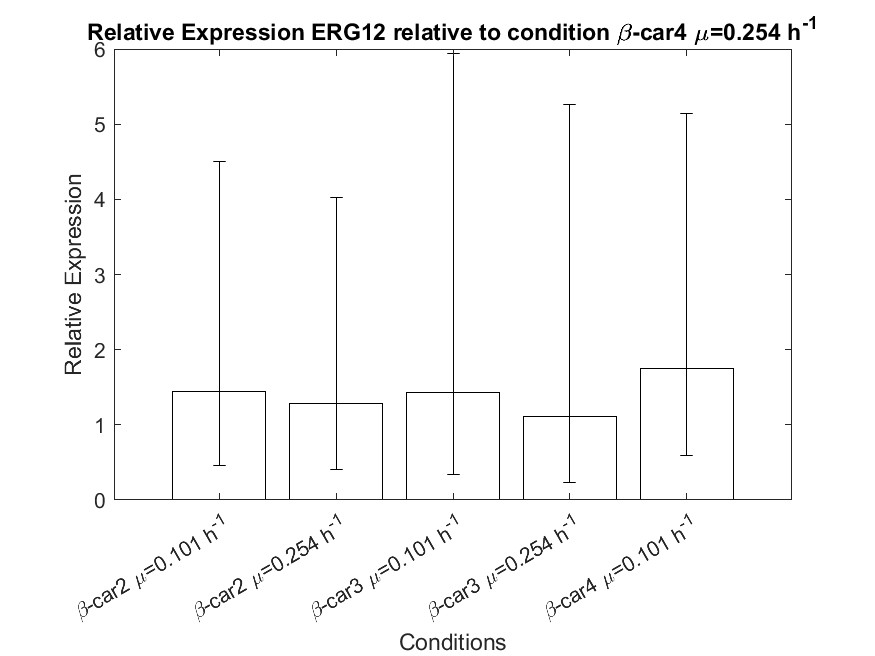 Relative Expression ERG12 relative to condition β-car4 μ=0.254 h⁻¹
Relative Expression
6
5
4
3
2
1
0
β-car2 μ=0.101 h⁻¹
β-car2 μ=0.254 h⁻¹
β-car3 μ=0.101 h⁻¹
β-car3 μ=0.254 h⁻¹
β-car4 μ=0.101 h⁻¹
Conditions